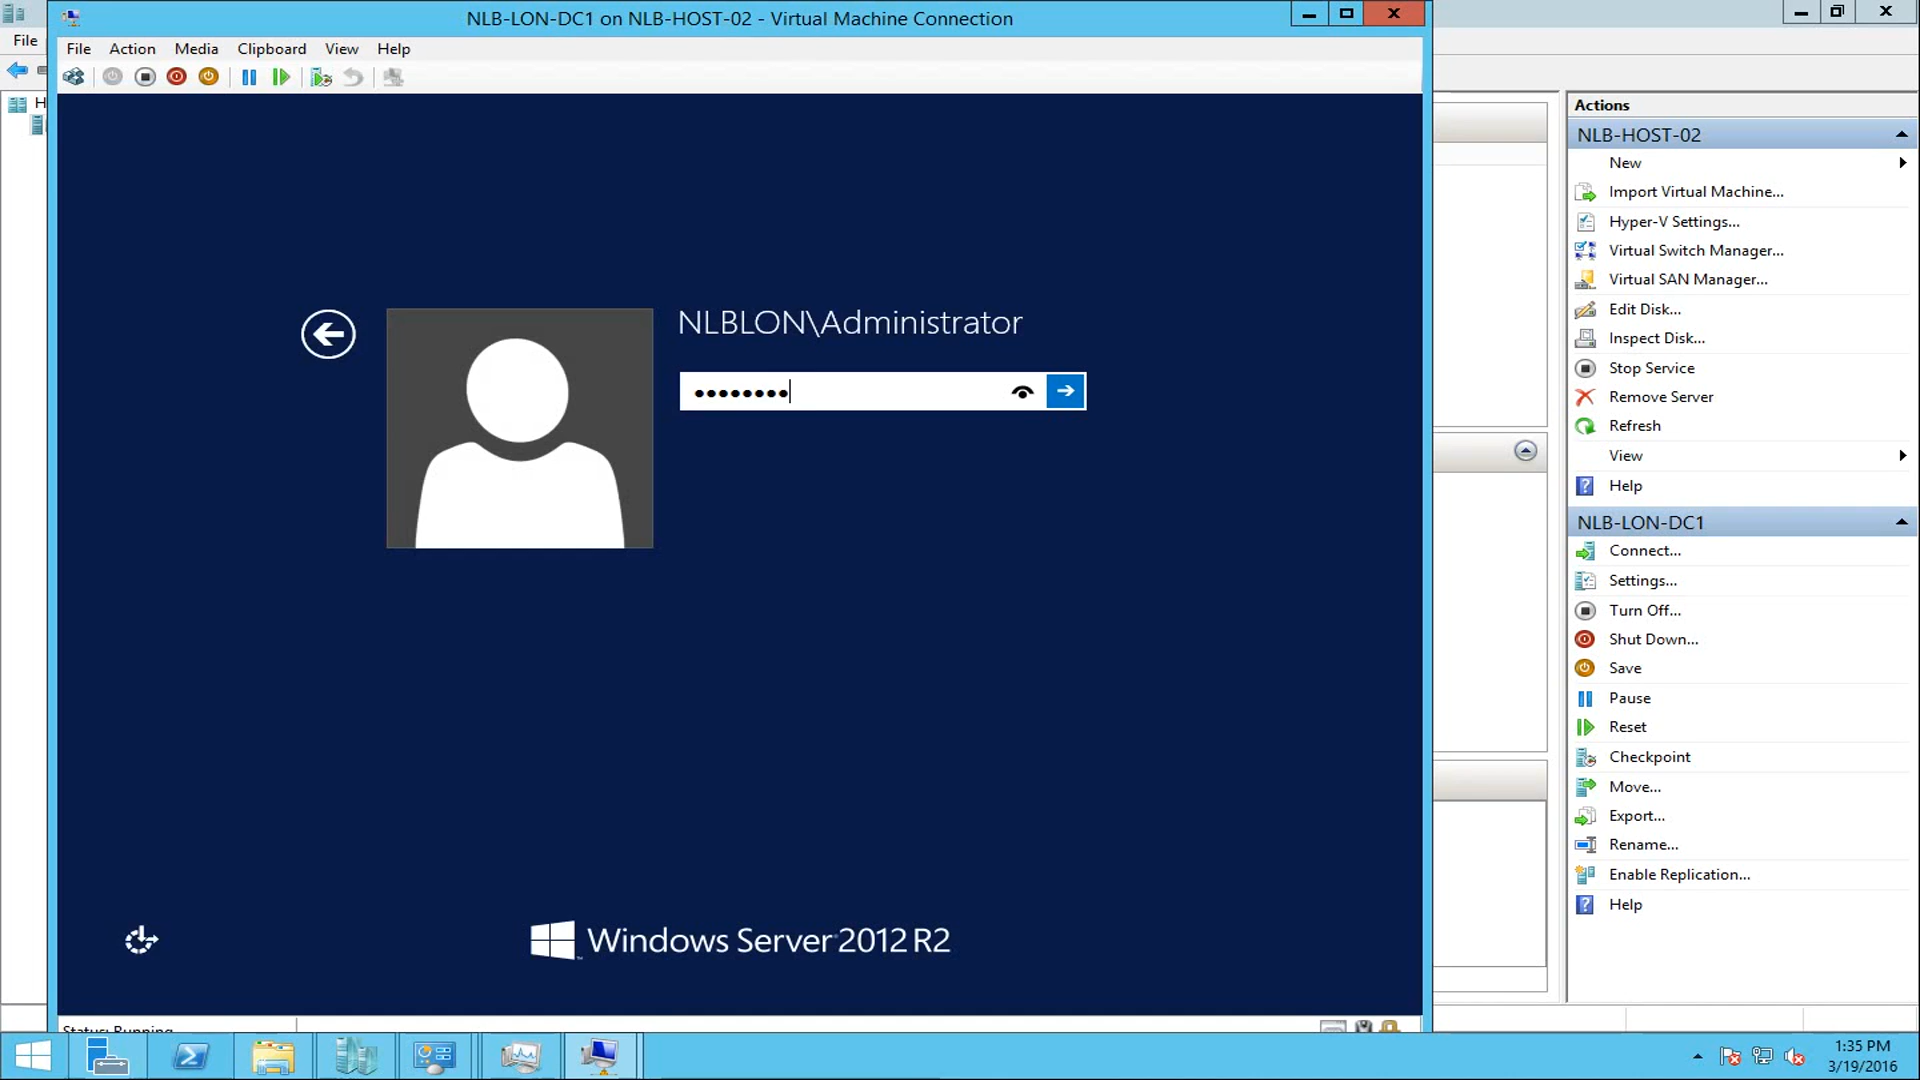 NLB-LON-DC1 on NLB-HOST-02 - Virtual Machine Connection
File
File Action Media Clipboard View Help
H
Actions
NLB-HOST-02
New
Import Virtual Machine...
Hyper-V Settings...
Virtual Switch Manager...
Virtual SAN Manager...
Edit Disk...
Inspect Disk...
Stop Service
Remove Server
Refresh
View
Help
NLB-LON-DC1
Connect...
Settings...
Turn Off...
Shut Down...
Save
Pause
Reset
Checkpoint
Move...
Export...
Rename...
Enable Replication...
Help
NLBLON\Administrator
Windows Server 2012 R2
Status: Running
1:35 PM
3/19/2016